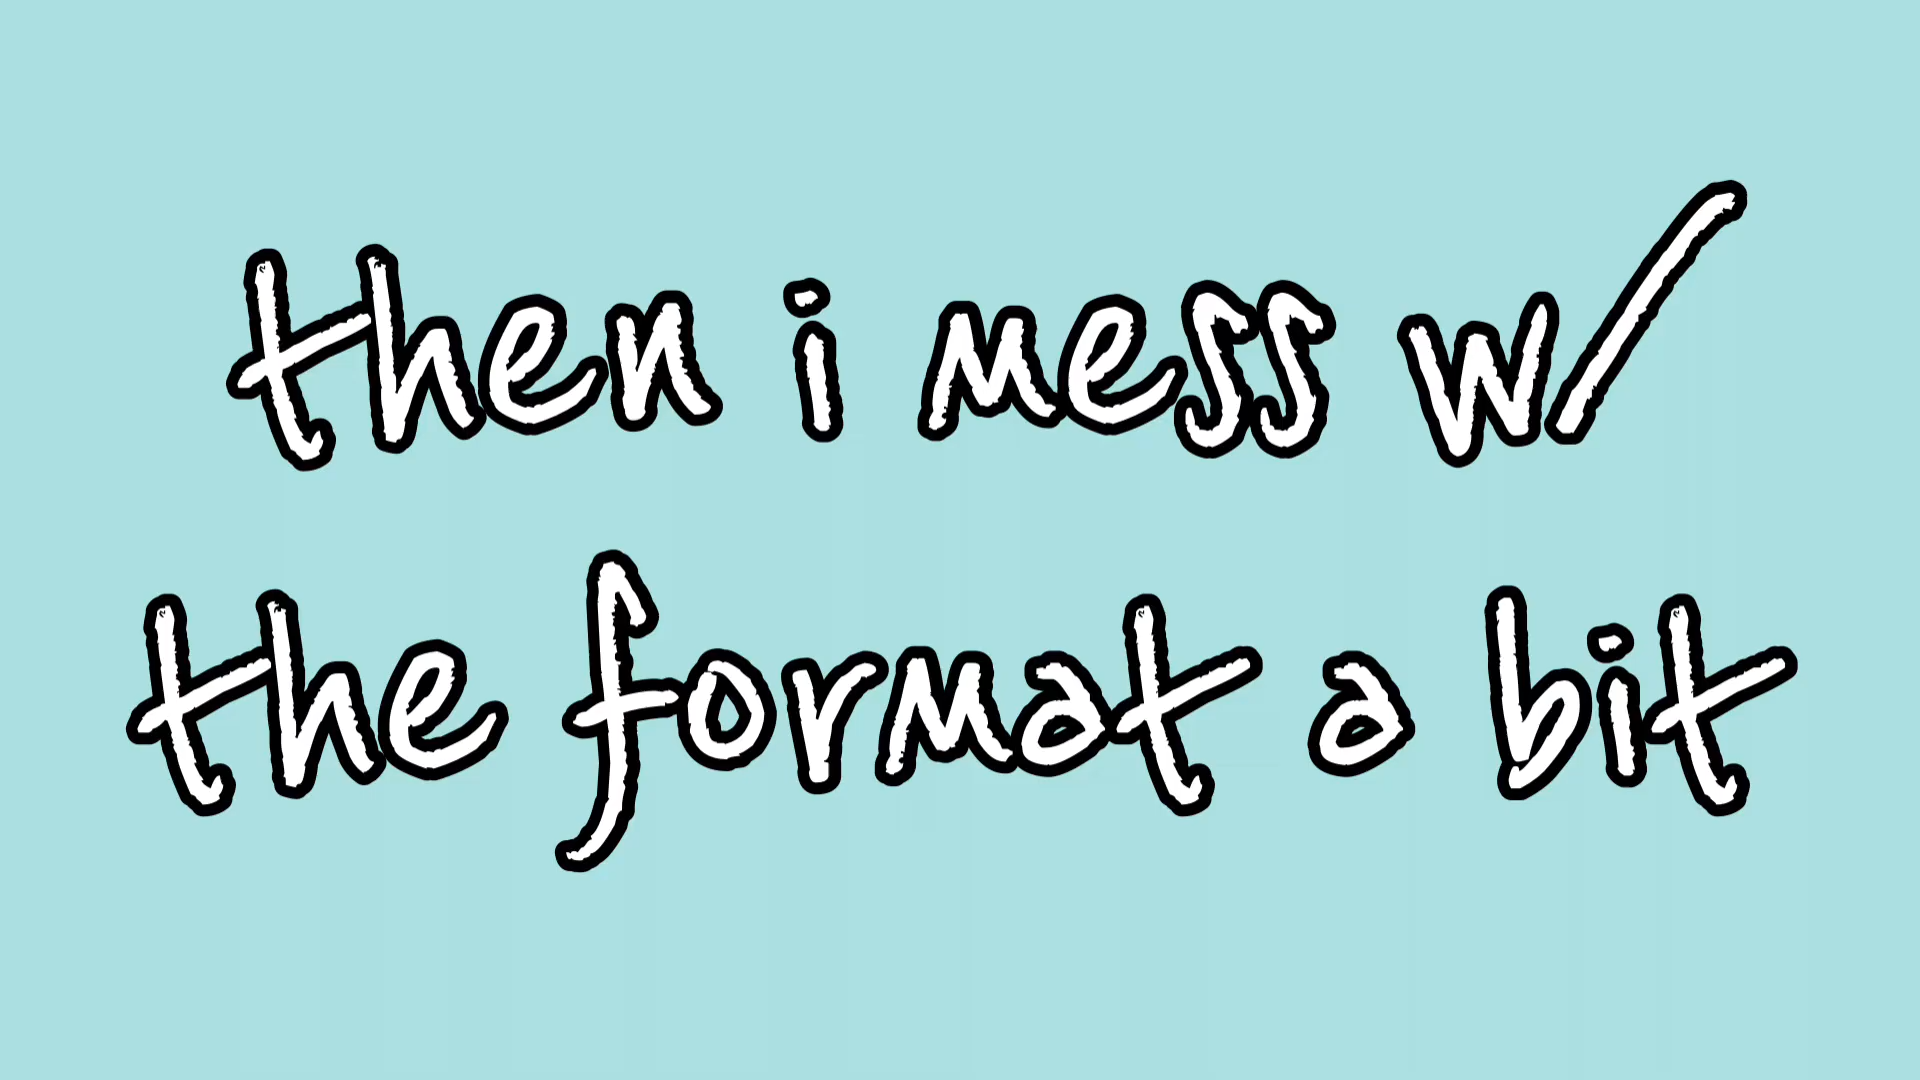 then i mess w/
the format a bit